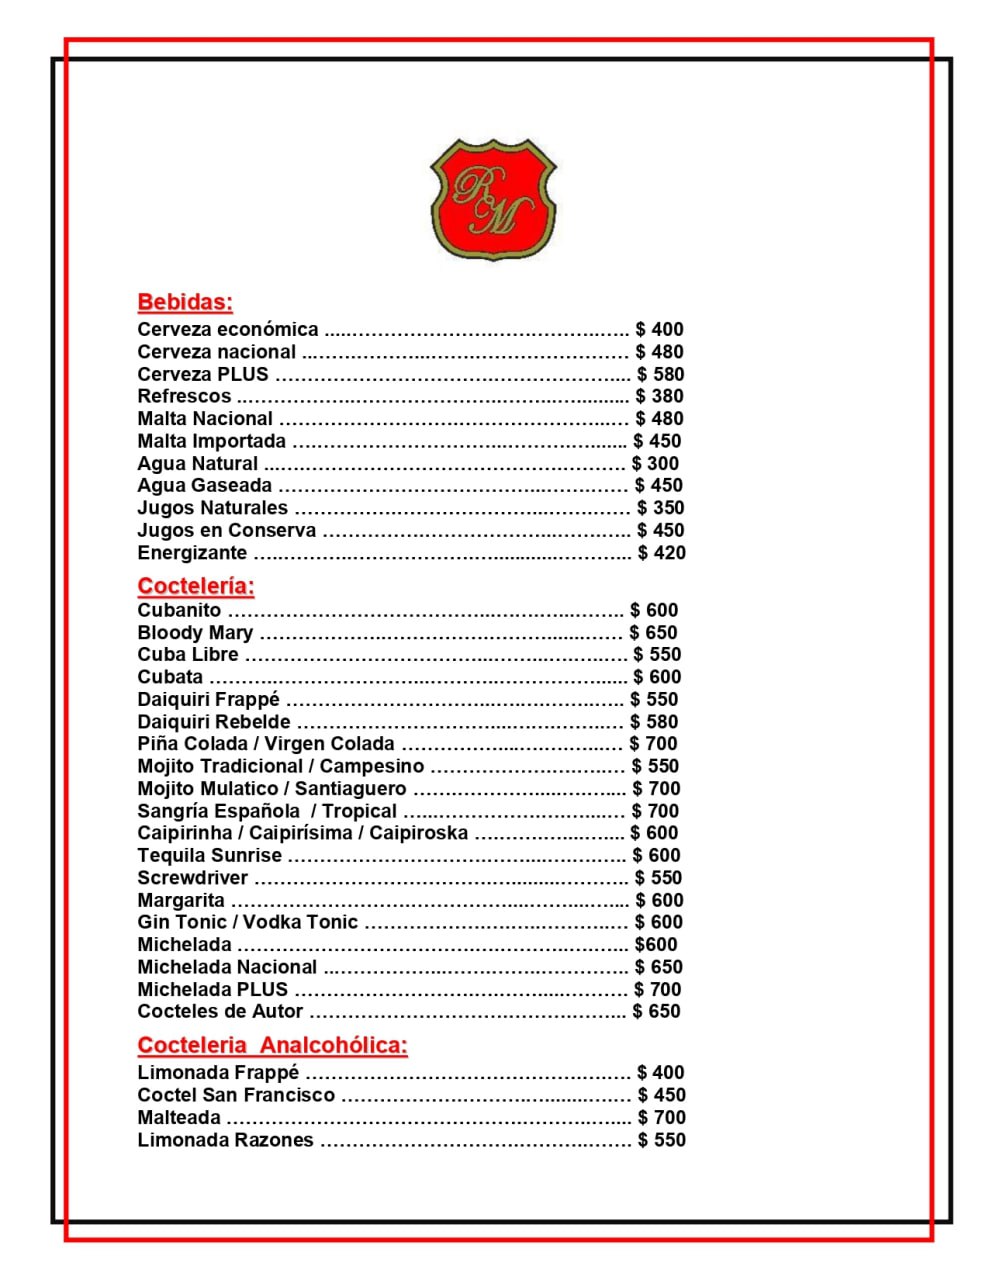 RM
Bebidas:
Cerveza económica ................................................ $ 400
Cerveza nacional ................................................ $ 480
Cerveza PLUS ................................................ $ 580
Refrescos ................................................ $ 380
Malta Nacional ................................................ $ 480
Malta Importada ................................................ $ 450
Agua Natural ................................................ $ 300
Agua Gaseada ................................................ $ 450
Jugos Naturales ................................................ $ 350
Jugos en Conserva ................................................ $ 450
Energizante ................................................ $ 420
Coctelería:
Cubanito ................................................ $ 600
Bloody Mary ................................................ $ 650
Cuba Libre ................................................ $ 550
Cubata ................................................ $ 600
Daiquiri Frappé ................................................ $ 550
Daiquiri Rebelde ................................................ $ 580
Piña Colada / Virgen Colada ................................ $ 700
Mojito Tradicional / Campesino ................................ $ 550
Mojito Mulatico / Santiaguero ................................ $ 700
Sangría Española / Tropical ................................ $ 700
Caipirinha / Caipirísima / Caipiroska ........................ $ 600
Tequila Sunrise ................................................ $ 600
Screwdriver ................................................ $ 550
Margarita ................................................ $ 600
Gin Tonic / Vodka Tonic ................................ $ 600
Michelada ................................................ $600
Michelada Nacional ................................................ $ 650
Michelada PLUS ................................................ $ 700
Cocteles de Autor ................................................ $ 650
Cocteleria Analcohólica:
Limonada Frappé ................................................ $ 400
Coctel San Francisco ................................................ $ 450
Malteada ................................................ $ 700
Limonada Razones ................................................ $ 550